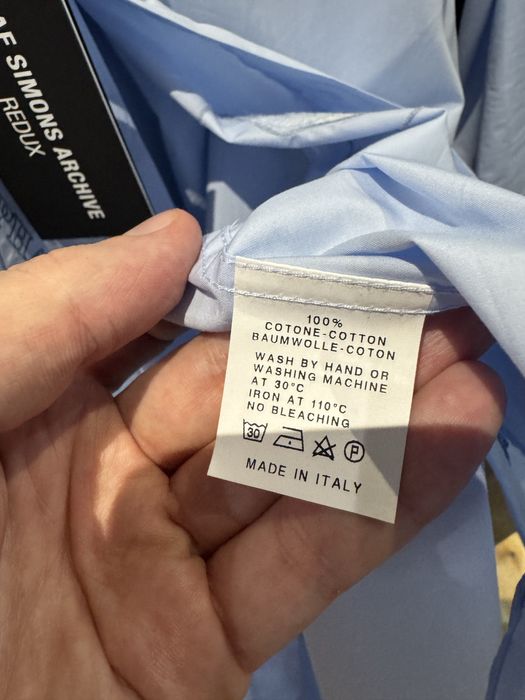 AF SIMONS ARCHIVE
REDUX
100%
COTONE-COTTON
BAUMWOLLE-COTON
WASH BY HAND OR
WASHING MACHINE
AT 30°C
IRON AT 110°C
NO BLEACHING
30 P
MADE IN ITALY